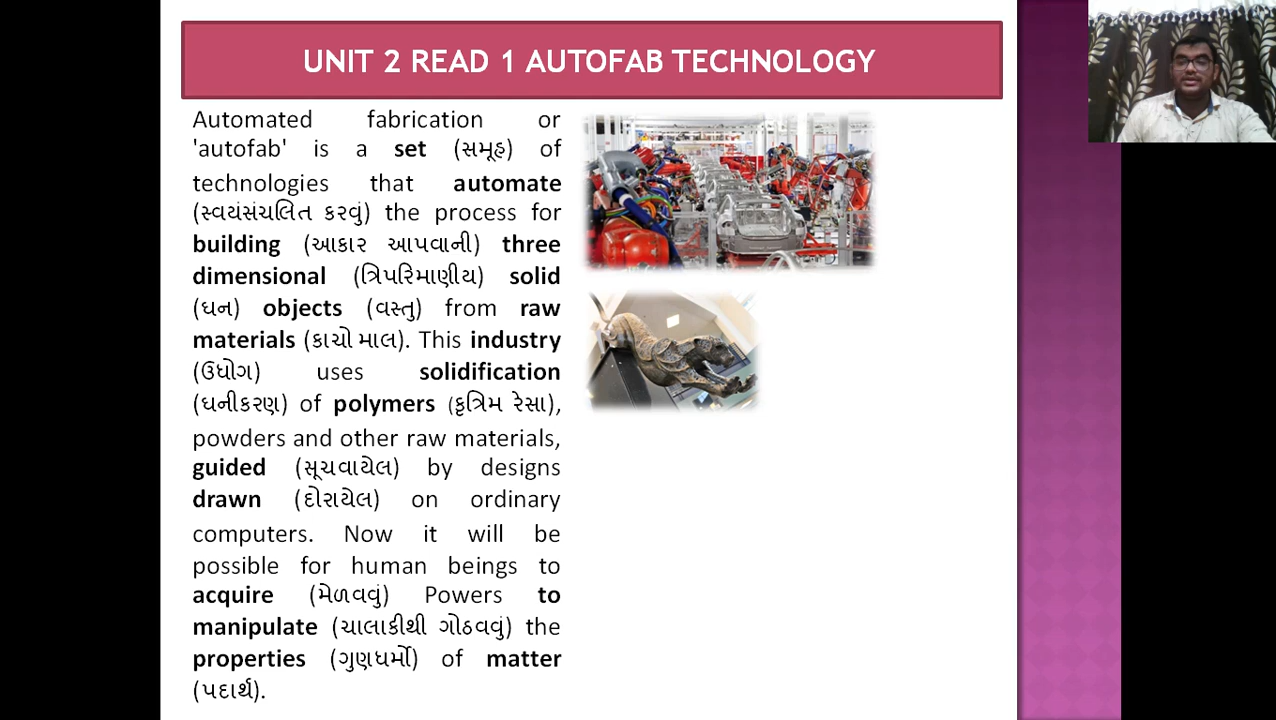 UNIT 2 READ 1 AUTOFAB TECHNOLOGY
Automated fabrication or
'autofab' is a set (સમૂહ) of
technologies that automate
(સ્વયંસંચલિત કરવું) the process for
building (આકાર આપવાની) three
dimensional (ત્રિપરિમાણીય) solid
(ઘન) objects (વસ્તુ) from raw
materials (કાચો માલ). This industry
(ઉધોગ) uses solidification
(ઘનીકરણ) of polymers (કૃત્રિમ રેસા),
powders and other raw materials,
guided (સૂચવાયેલ) by designs
drawn (દોરાયેલ) on ordinary
computers. Now it will be
possible for human beings to
acquire (મેળવવું) Powers to
manipulate (ચાલાકીથી ગોઠવવું) the
properties (ગુણધર્મો) of matter
(પદાર્થ).